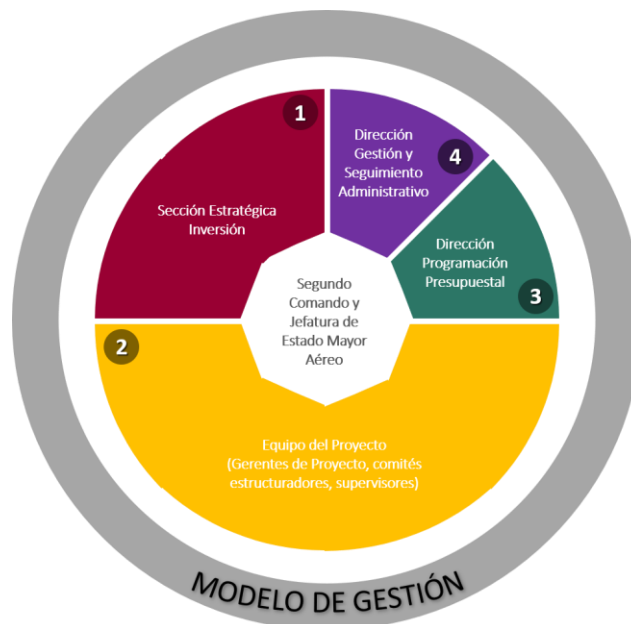 1
Sección Estratégica
Inversión
4
Dirección
Gestión y
Seguimiento
Administrativo
Dirección
Programación
Presupuestal
3
Segundo
Comando y
Jefatura de
Estado Mayor
Aéreo
2
Equipo del Proyecto
(Gerentes de Proyecto, comités
estructuradores, supervisores)
MODELO DE GESTIÓN